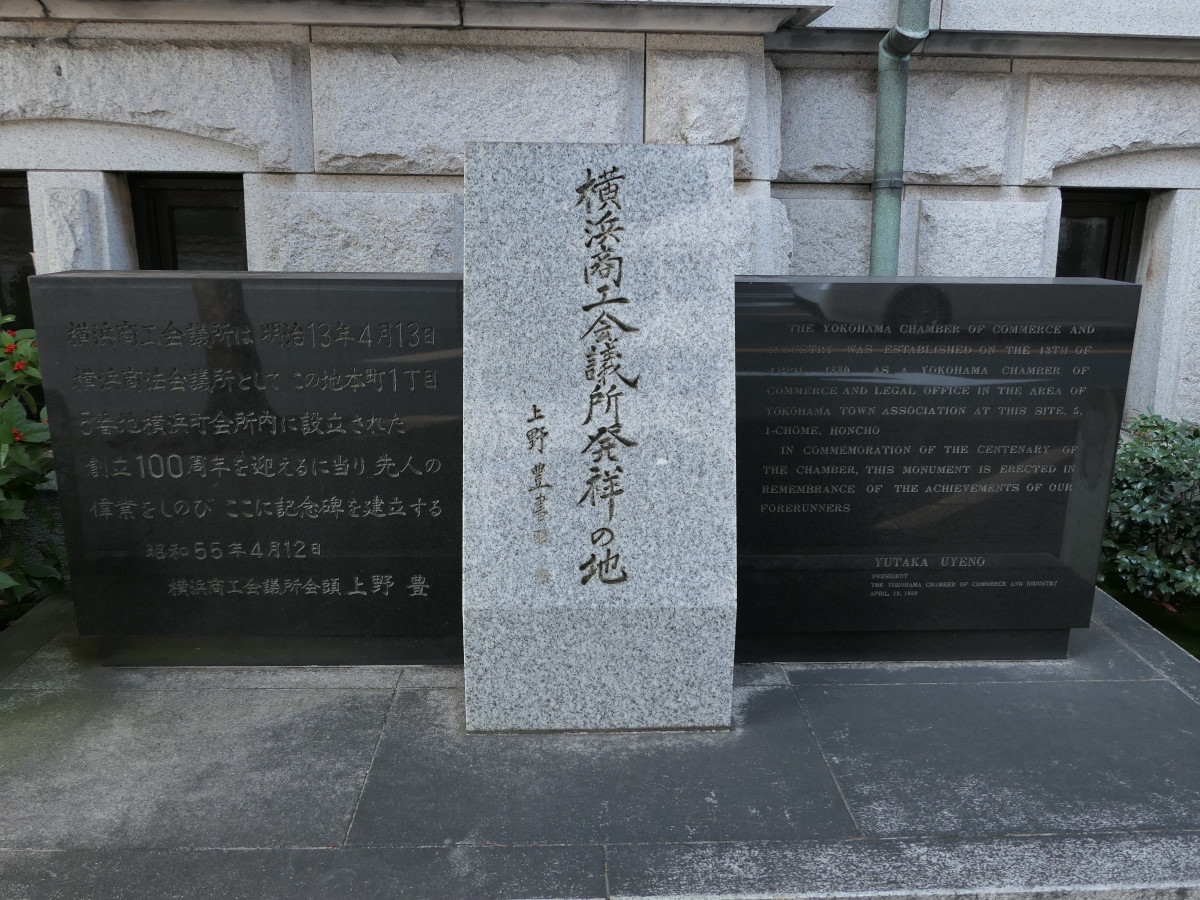 横浜商工会議所は 明治13年4月13日
横浜商法会議所として この地本町1丁目
5番地横浜町会所内に設立された
創立100周年を迎えるに当り 先人の
偉業をしのび ここに記念碑を建立する
昭和55年4月12日
横浜商工会議所会頭 上野 豊
横浜商工会議所発祥の地
上野豊書
THE YOKOHAMA CHAMBER OF COMMERCE AND
INDUSTRY WAS ESTABLISHED ON THE 13TH OF
APRIL, AS A YOKOHAMA CHAMBER OF
COMMERCE AND LEGAL OFFICE IN THE AREA OF
YOKOHAMA TOWN ASSOCIATION AT THIS SITE, 5,
1-CHOME, HONCHO
IN COMMEMORATION OF THE CENTENARY OF
THE CHAMBER, THIS MONUMENT IS ERECTED IN
REMEMBRANCE OF THE ACHIEVEMENTS OF OUR
FORERUNNERS
YUTAKA UYENO
PRESIDENT
THE YOKOHAMA CHAMBER OF COMMERCE AND INDUSTRY
APRIL